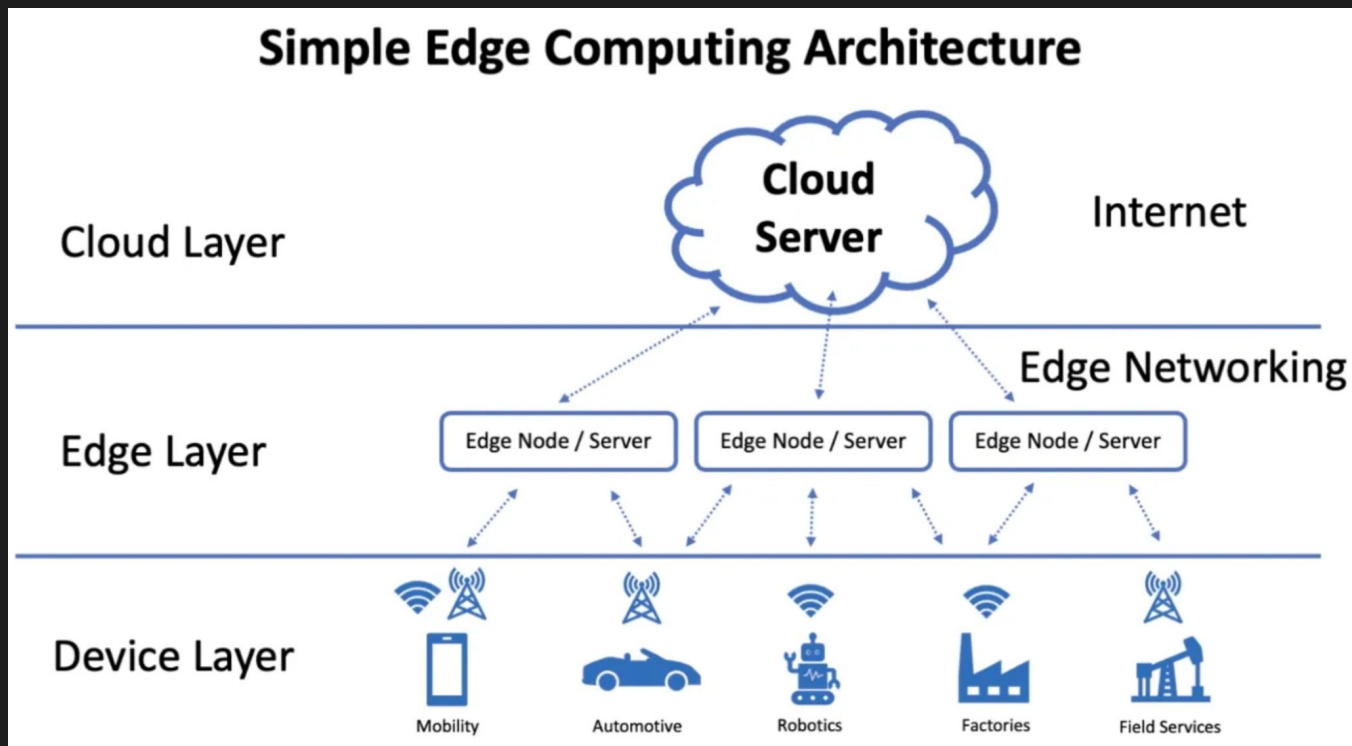 Simple Edge Computing Architecture
Cloud
Server
Internet
Cloud Layer
Edge Networking
Edge Layer
Edge Node / Server
Edge Node / Server
Edge Node / Server
Device Layer
Mobility
Automotive
Robotics
Factories
Field Services